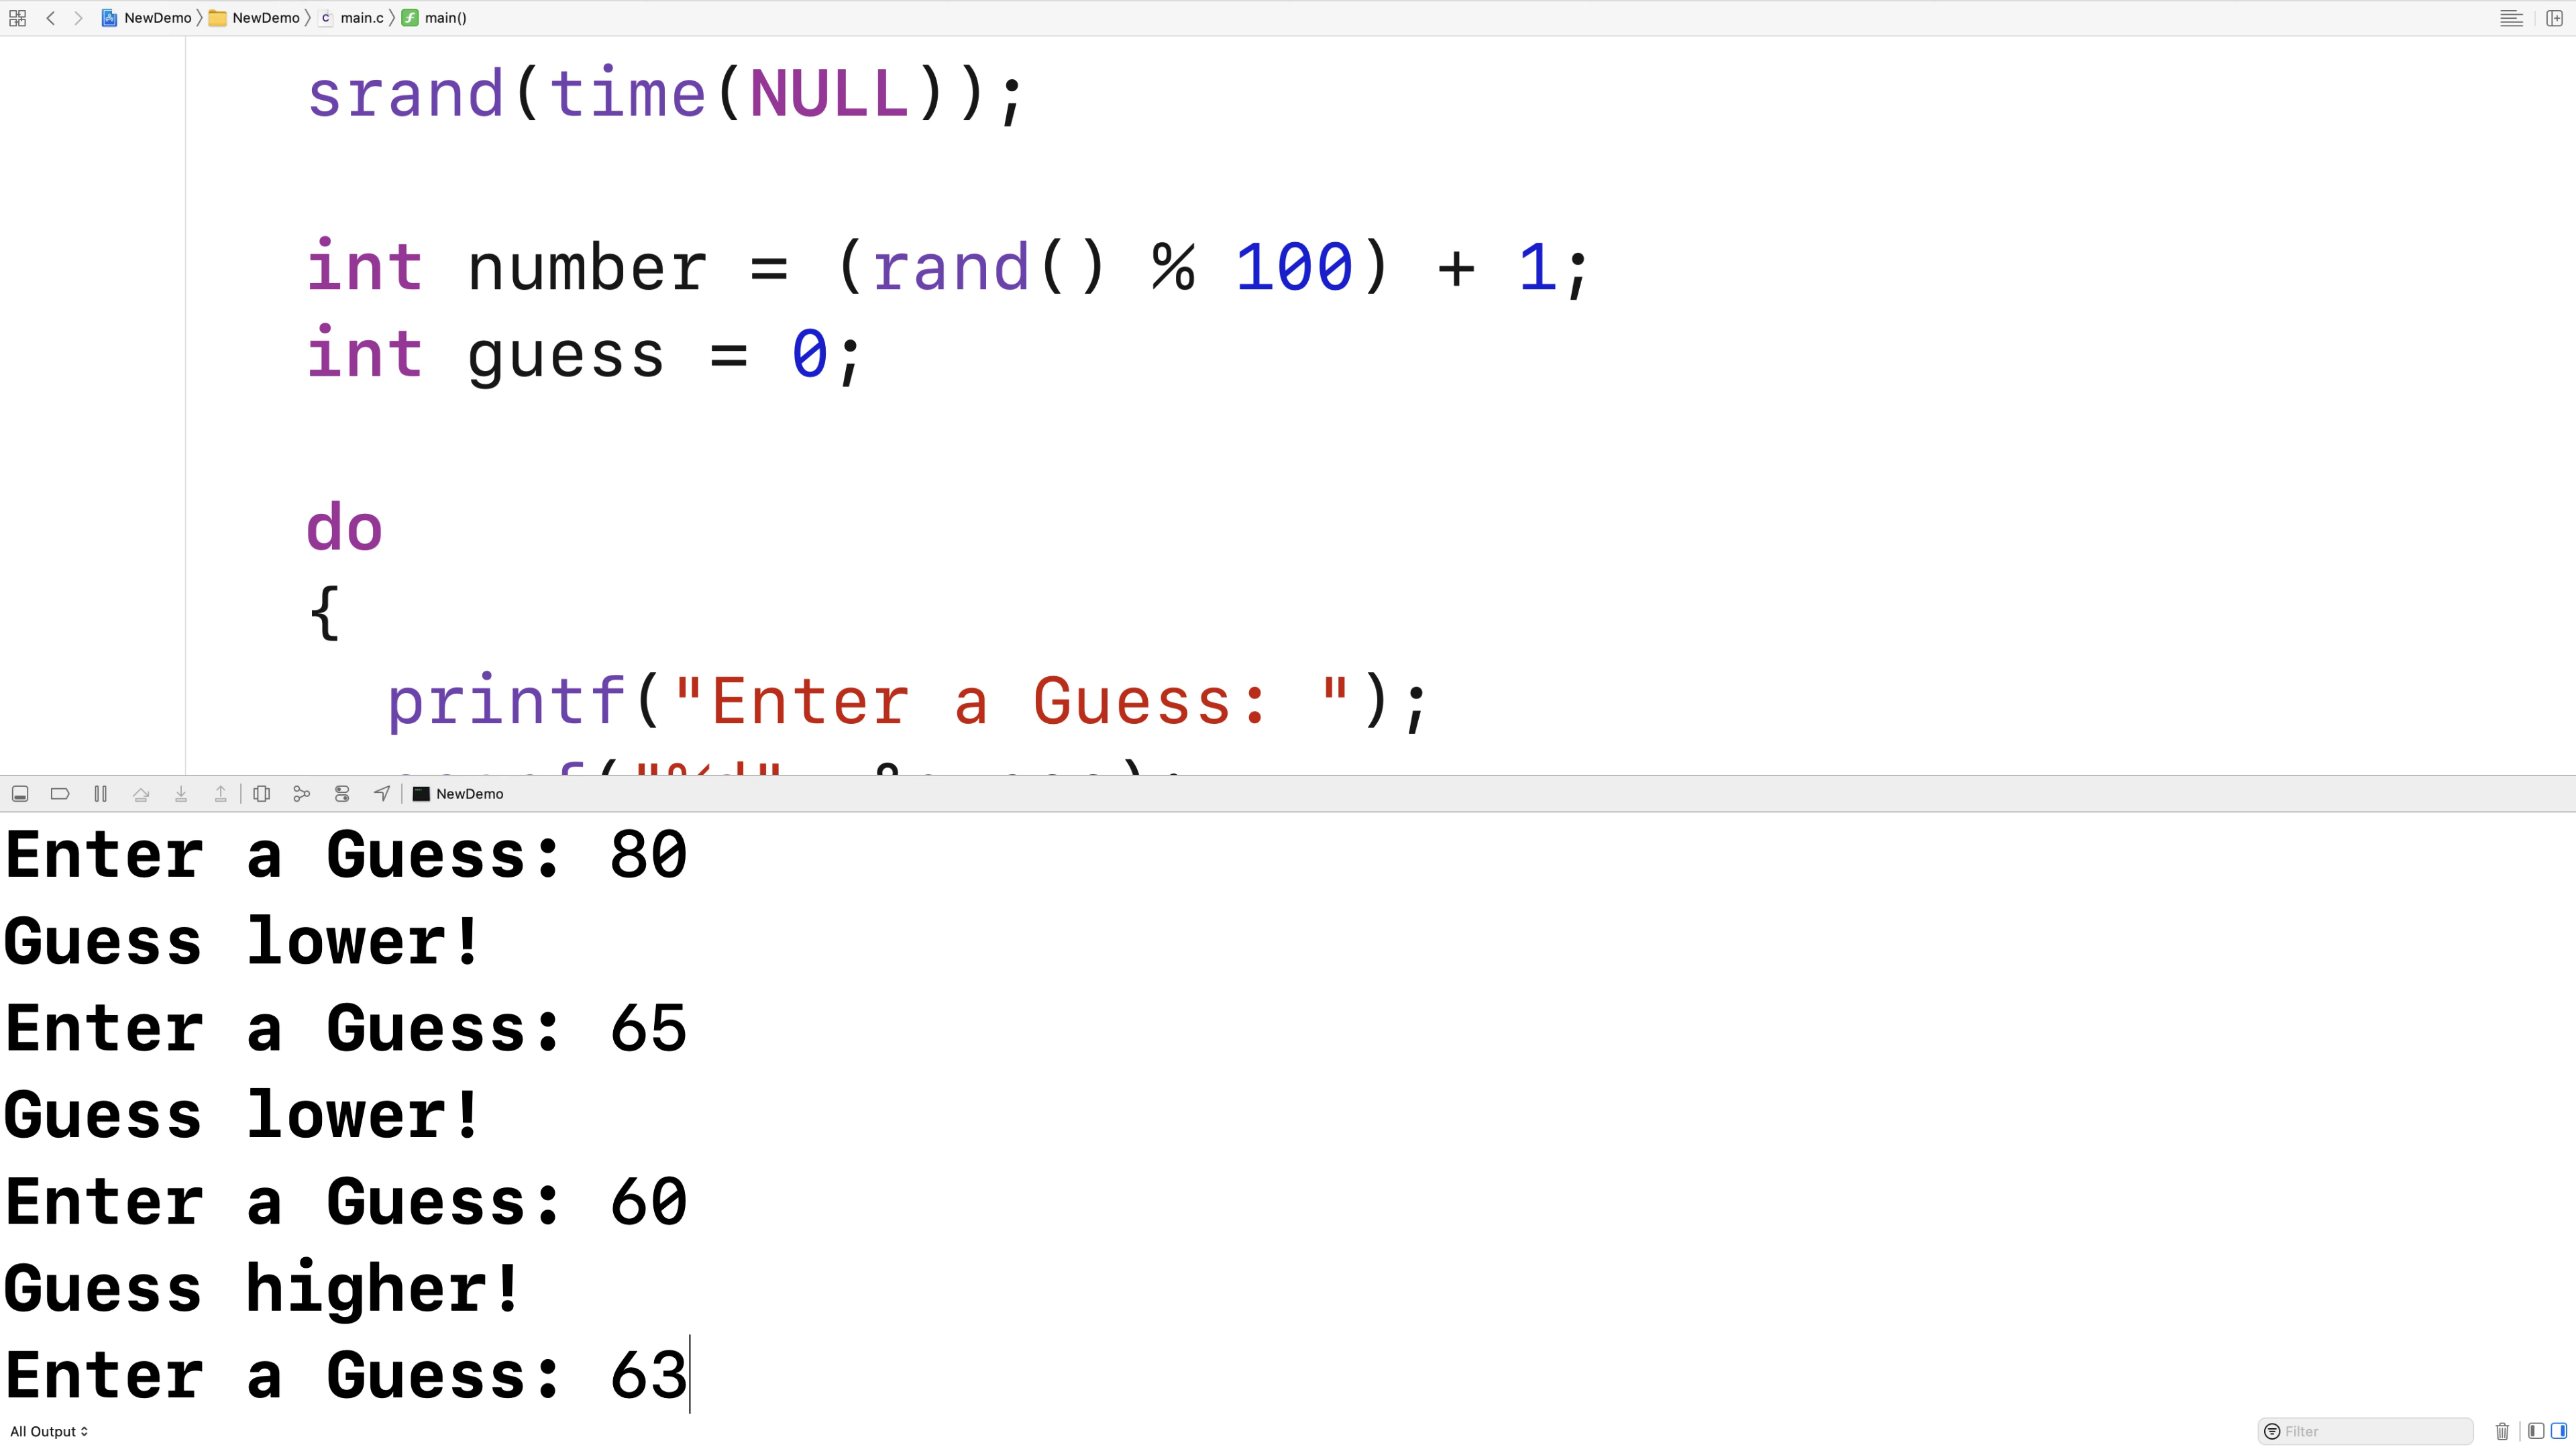 NewDemo NewDemo main.c main()
srand(time(NULL));
int number = (rand() % 100) + 1;
int guess = 0;
do
{
printf("Enter a Guess: ");
NewDemo
Enter a Guess: 80
Guess lower!
Enter a Guess: 65
Guess lower!
Enter a Guess: 60
Guess higher!
Enter a Guess: 63
All Output
Filter